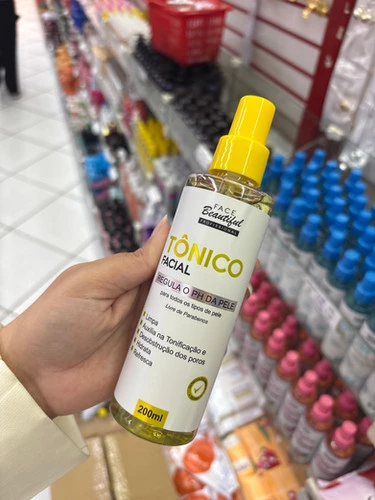 FACE
Beautiful
PROFESSIONAL
TÔNICO
FACIAL
REGULA O PH DA PELE
para todos os tipos de pele
Livre de Parabenos
Limpa
Auxilia na Tonificação e
Desobstrução dos poros
Hidrata
Refresca
200ml